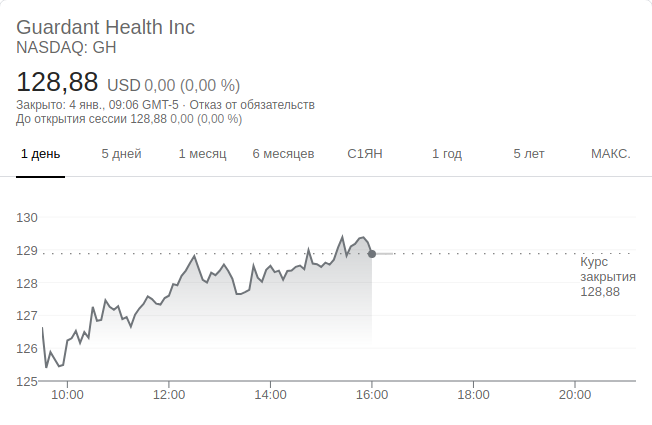 Guardant Health Inc
NASDAQ: GH
128,88 USD 0,00 (0,00 %)
Закрыто: 4 янв., 09:06 GMT-5 · Отказ от обязательств
До открытия сессии 128,88 0,00 (0,00 %)
1 день 5 дней 1 месяц 6 месяцев С1ЯН 1 год 5 лет МАКС.
130
129
128
127
126
125
Курс
закрытия
128,88
10:00 12:00 14:00 16:00 18:00 20:00